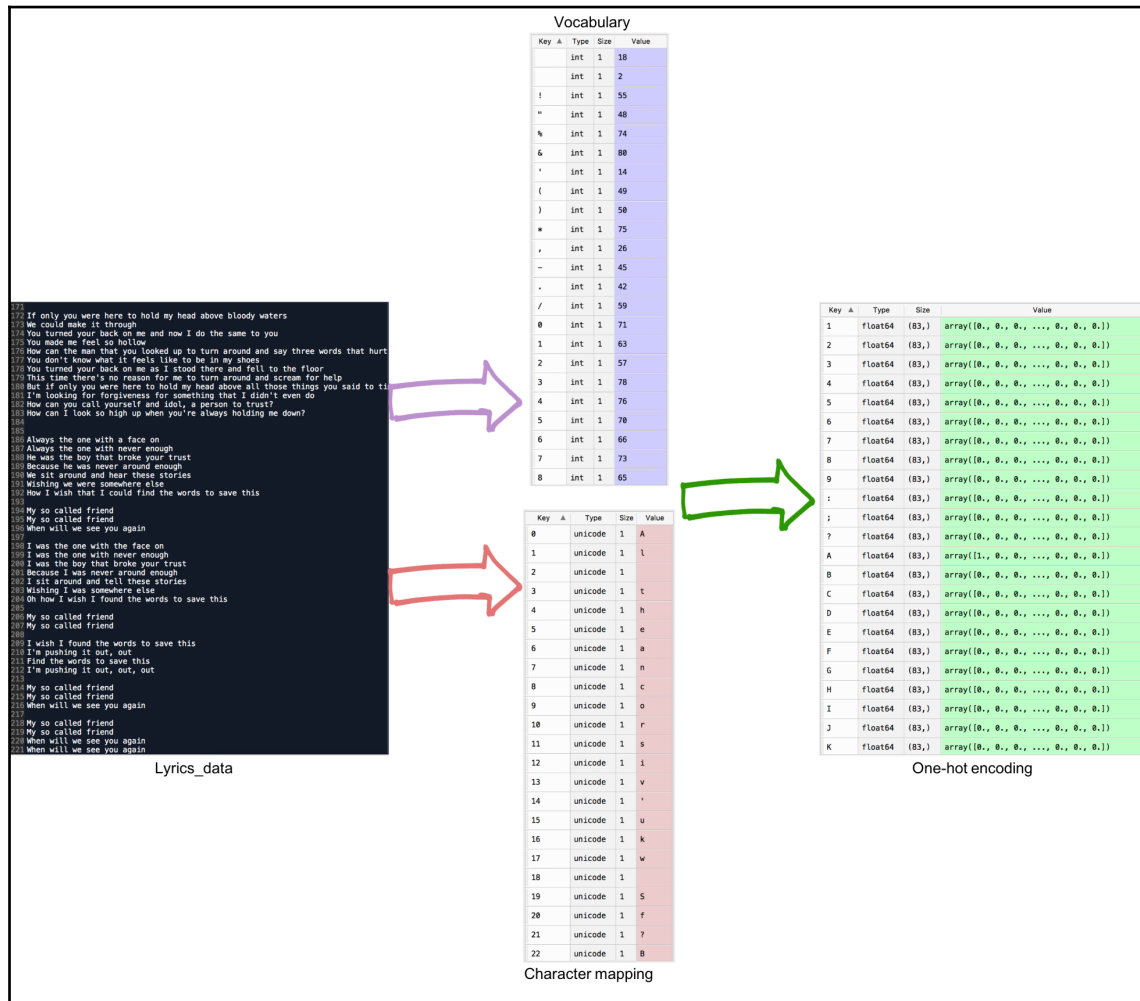 Vocabulary
Key Type Size Value
int 1 18
int 1 2
! int 1 55
" int 1 48
% int 1 74
& int 1 80
' int 1 14
( int 1 49
) int 1 50
* int 1 75
, int 1 26
- int 1 45
. int 1 42
/ int 1 59
0 int 1 71
1 int 1 63
2 int 1 57
3 int 1 78
4 int 1 76
5 int 1 70
6 int 1 66
7 int 1 73
8 int 1 65
171
172 If only you were here to hold my head above bloody waters
173 We could make it through
174 You turned your back on me and now I do the same to you
175 You made me feel so hollow
176 How can the man that you looked up to turn around and say three words that hurt
177 You don't know what it feels like to be in my shoes
178 You turned your back on me as I stood there and fell to the floor
179 This time there's no reason for me to turn around and scream for help
180 But if only you were here to hold my head above all those things you said to ti
181 I'm looking for forgiveness for something that I didn't even do
182 How can you call yourself and idol, a person to trust?
183 How can I look so high up when you're always holding me down?
184
185
186 Always the one with a face on
187 Always the one with never enough
188 He was the boy that broke your trust
189 Because he was never around enough
190 We sit around and hear these stories
191 Wishing we were somewhere else
192 How I wish that I could find the words to save this
193
194 My so called friend
195 My so called friend
196 When will we see you again
197
198 I was the one with the face on
199 I was the one with never enough
200 I was the boy that broke your trust
201 Because I was never around enough
202 I sit around and tell these stories
203 Wishing I was somewhere else
204 Oh how I wish I found the words to save this
205
206 My so called friend
207 My so called friend
208
209 I wish I found the words to save this
210 I'm pushing it out, out
211 Find the words to save this
212 I'm pushing it out, out, out
213
214 My so called friend
215 My so called friend
216 When will we see you again
217
218 My so called friend
219 My so called friend
220 When will we see you again
221 When will we see you again
Lyrics_data
Key Type Size Value
0 unicode 1 A
1 unicode 1 l
2 unicode 1
3 unicode 1 t
4 unicode 1 h
5 unicode 1 e
6 unicode 1 a
7 unicode 1 n
8 unicode 1 c
9 unicode 1 o
10 unicode 1 r
11 unicode 1 s
12 unicode 1 i
13 unicode 1 v
14 unicode 1 '
15 unicode 1 u
16 unicode 1 k
17 unicode 1 w
18 unicode 1
19 unicode 1 S
20 unicode 1 f
21 unicode 1 ?
22 unicode 1 B
Character mapping
Key Type Size Value
1 float64 (83,) array([0., 0., 0., ..., 0., 0., 0.])
2 float64 (83,) array([0., 0., 0., ..., 0., 0., 0.])
3 float64 (83,) array([0., 0., 0., ..., 0., 0., 0.])
4 float64 (83,) array([0., 0., 0., ..., 0., 0., 0.])
5 float64 (83,) array([0., 0., 0., ..., 0., 0., 0.])
6 float64 (83,) array([0., 0., 0., ..., 0., 0., 0.])
7 float64 (83,) array([0., 0., 0., ..., 0., 0., 0.])
8 float64 (83,) array([0., 0., 0., ..., 0., 0., 0.])
9 float64 (83,) array([0., 0., 0., ..., 0., 0., 0.])
: float64 (83,) array([0., 0., 0., ..., 0., 0., 0.])
; float64 (83,) array([0., 0., 0., ..., 0., 0., 0.])
? float64 (83,) array([0., 0., 0., ..., 0., 0., 0.])
A float64 (83,) array([1., 0., 0., ..., 0., 0., 0.])
B float64 (83,) array([0., 0., 0., ..., 0., 0., 0.])
C float64 (83,) array([0., 0., 0., ..., 0., 0., 0.])
D float64 (83,) array([0., 0., 0., ..., 0., 0., 0.])
E float64 (83,) array([0., 0., 0., ..., 0., 0., 0.])
F float64 (83,) array([0., 0., 0., ..., 0., 0., 0.])
G float64 (83,) array([0., 0., 0., ..., 0., 0., 0.])
H float64 (83,) array([0., 0., 0., ..., 0., 0., 0.])
I float64 (83,) array([0., 0., 0., ..., 0., 0., 0.])
J float64 (83,) array([0., 0., 0., ..., 0., 0., 0.])
K float64 (83,) array([0., 0., 0., ..., 0., 0., 0.])
One-hot encoding